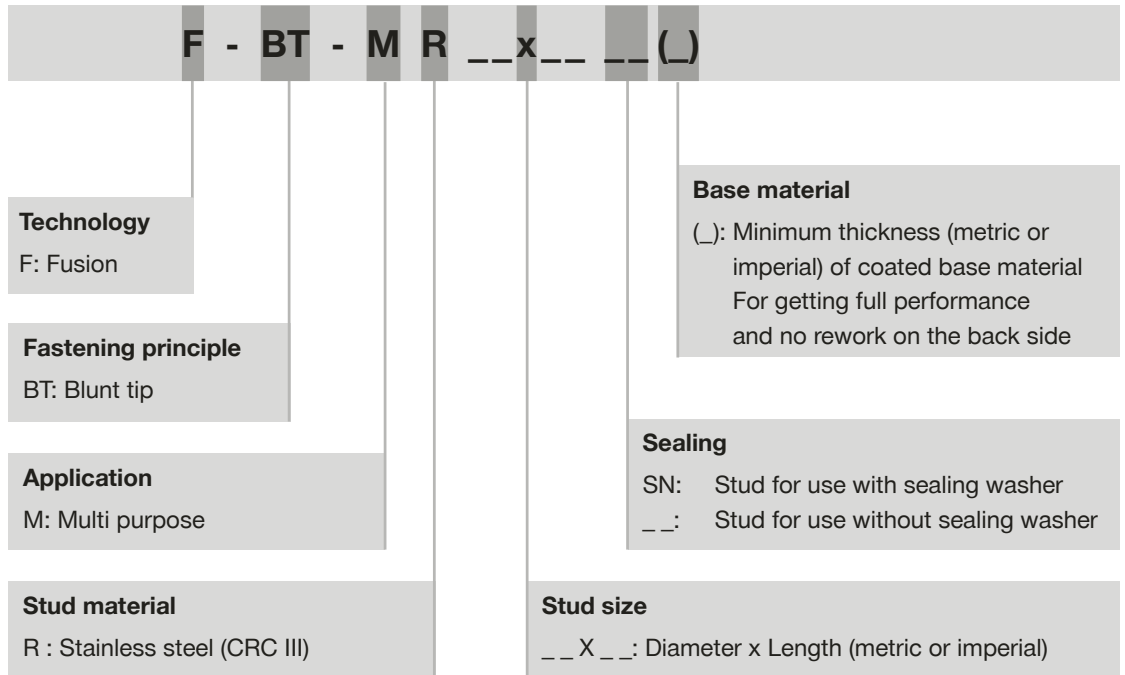 F - BT - M R _ _ x _ _ _ _ (_)
Technology
F: Fusion
Fastening principle
BT: Blunt tip
Application
M: Multi purpose
Stud material
R : Stainless steel (CRC III)
Base material
(_): Minimum thickness (metric or
imperial) of coated base material
For getting full performance
and no rework on the back side
Sealing
SN: Stud for use with sealing washer
_ _: Stud for use without sealing washer
Stud size
_ _ X _ _: Diameter x Length (metric or imperial)